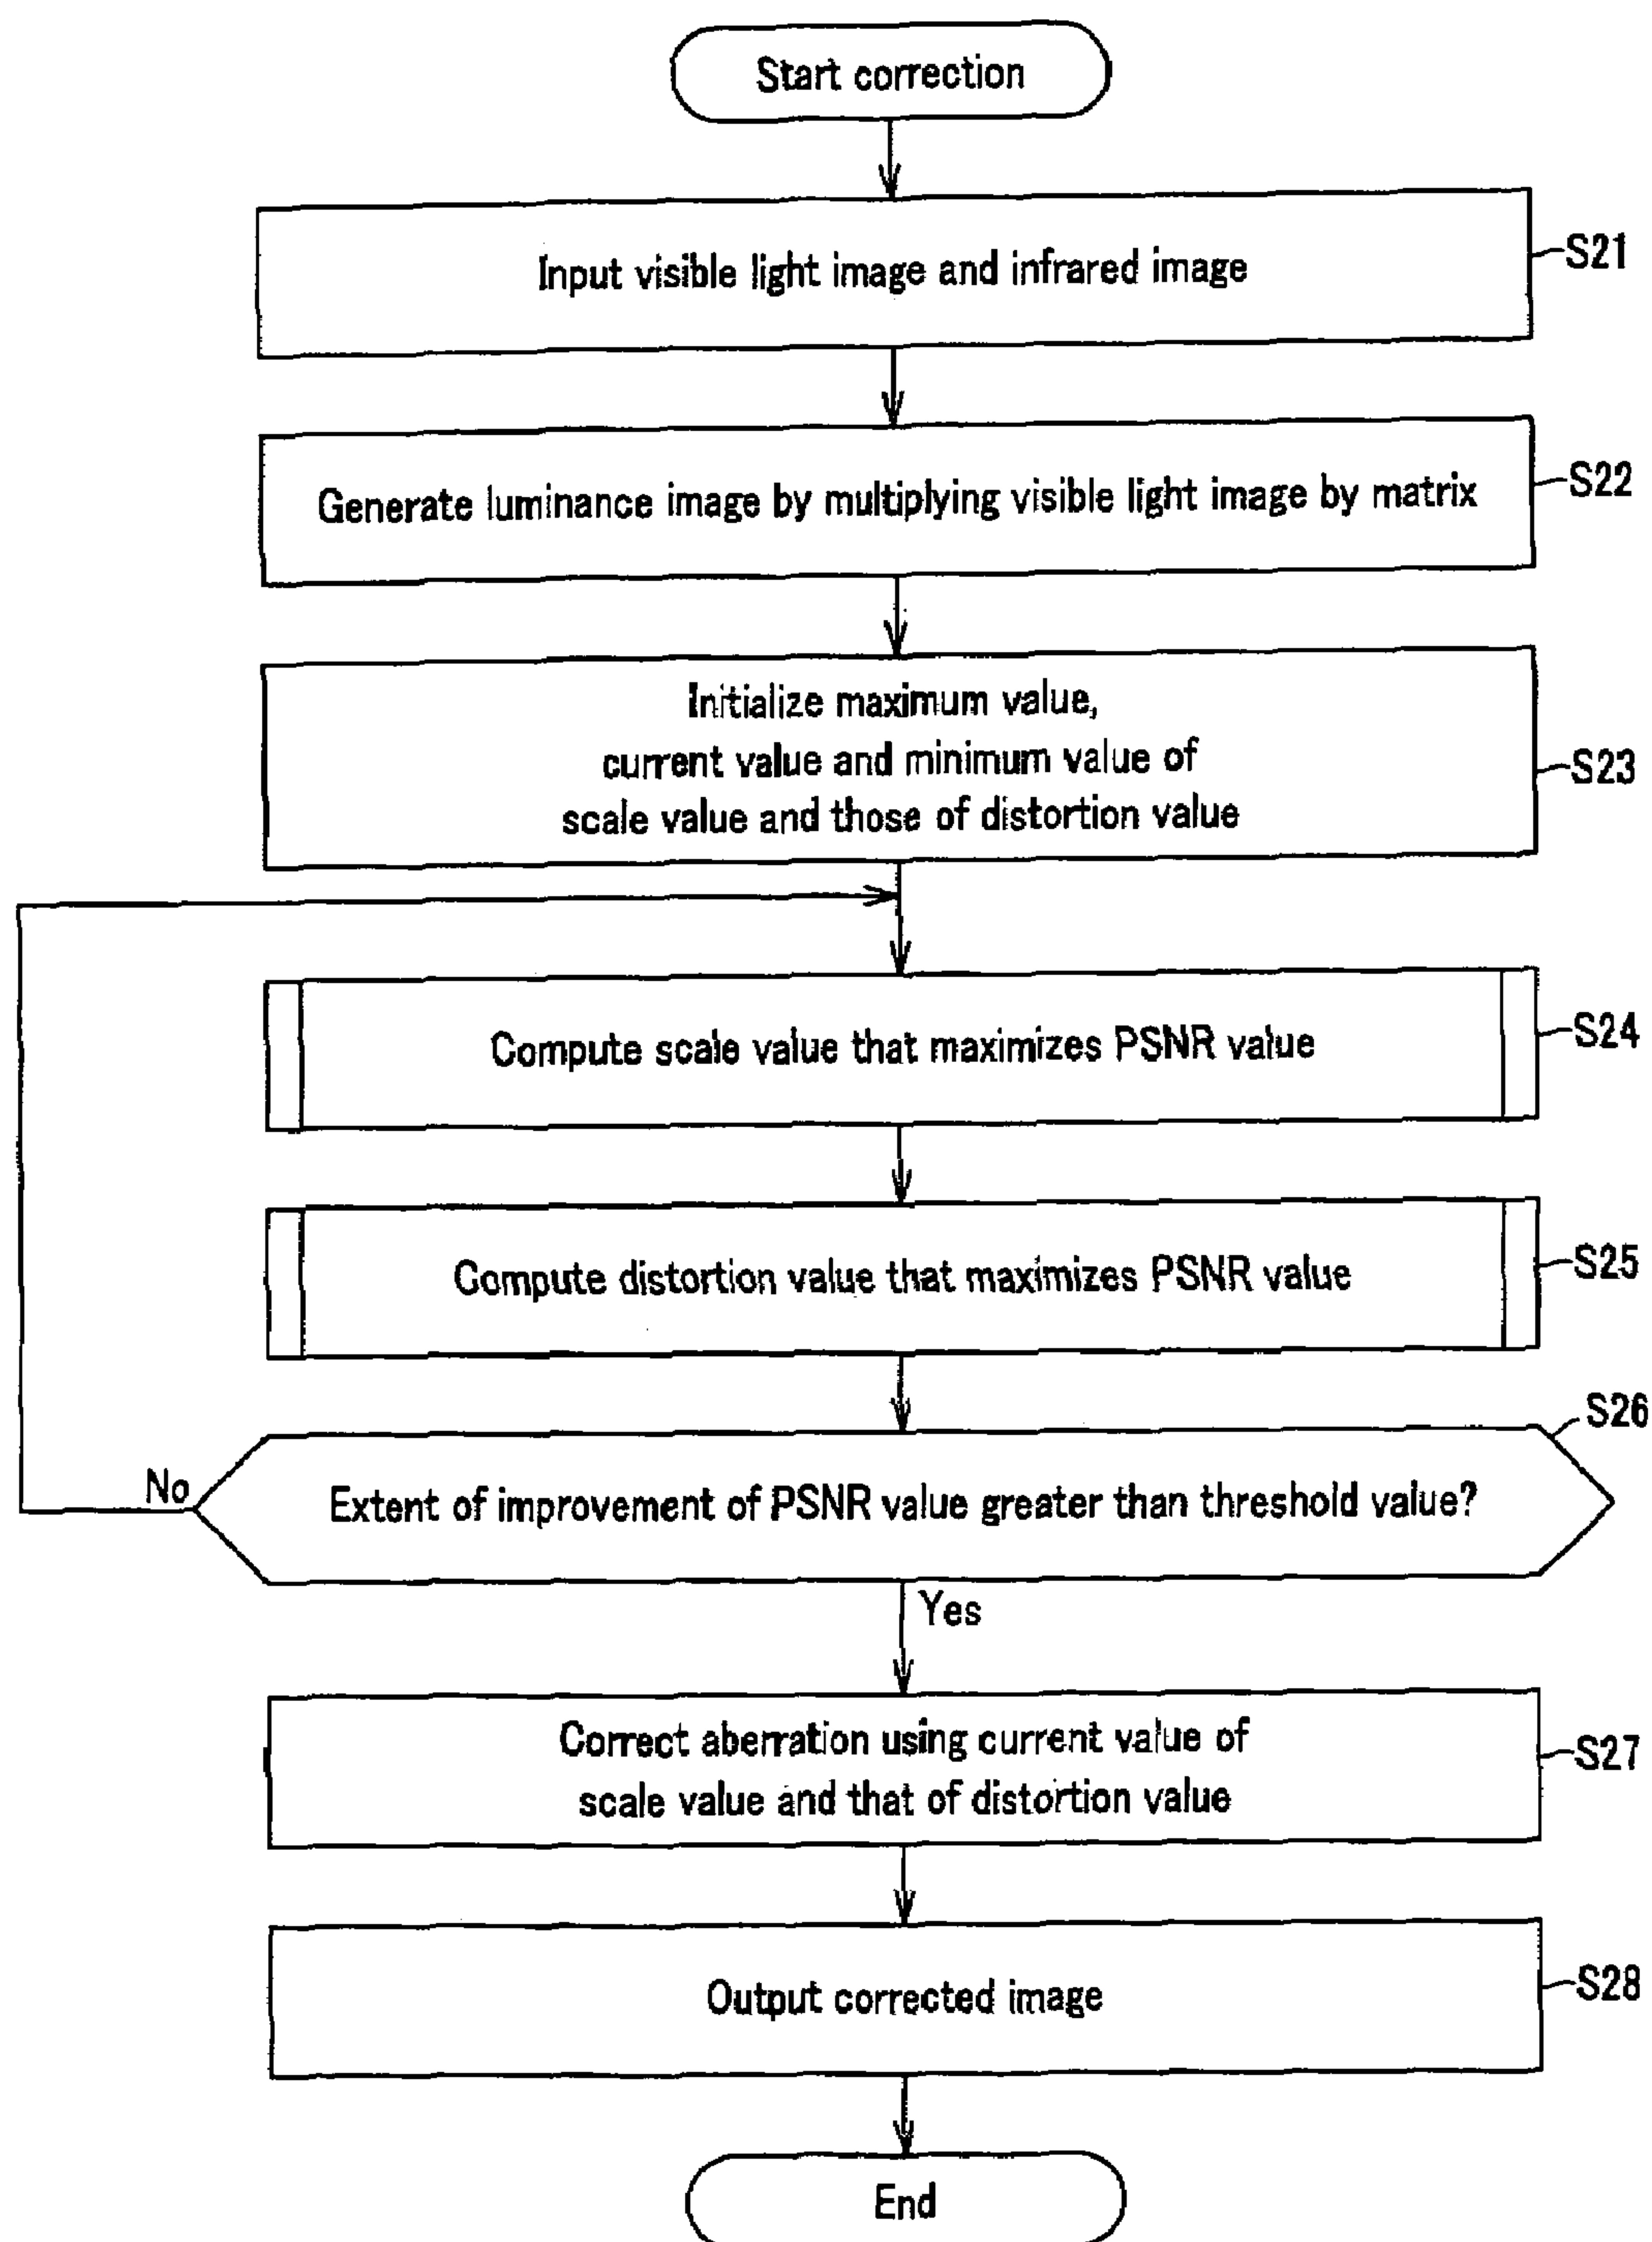 Start correction
Input visible light image and infrared image
S21
Generate luminance image by multiplying visible light image by matrix
S22
Initialize maximum value,
current value and minimum value of
scale value and those of distortion value
S23
Compute scale value that maximizes PSNR value
S24
Compute distortion value that maximizes PSNR value
S25
S26
No
Extent of improvement of PSNR value greater than threshold value?
Yes
Correct aberration using current value of
scale value and that of distortion value
S27
Output corrected image
S28
End